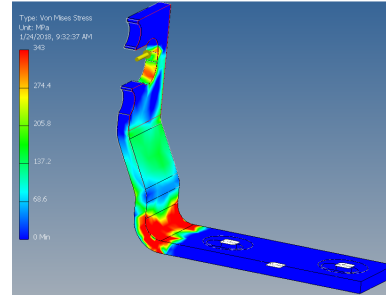 Type: Von Mises Stress
Unit: MPa
1/24/2018, 9:32:37 AM
343
274.4
205.8
137.2
68.6
0 Min